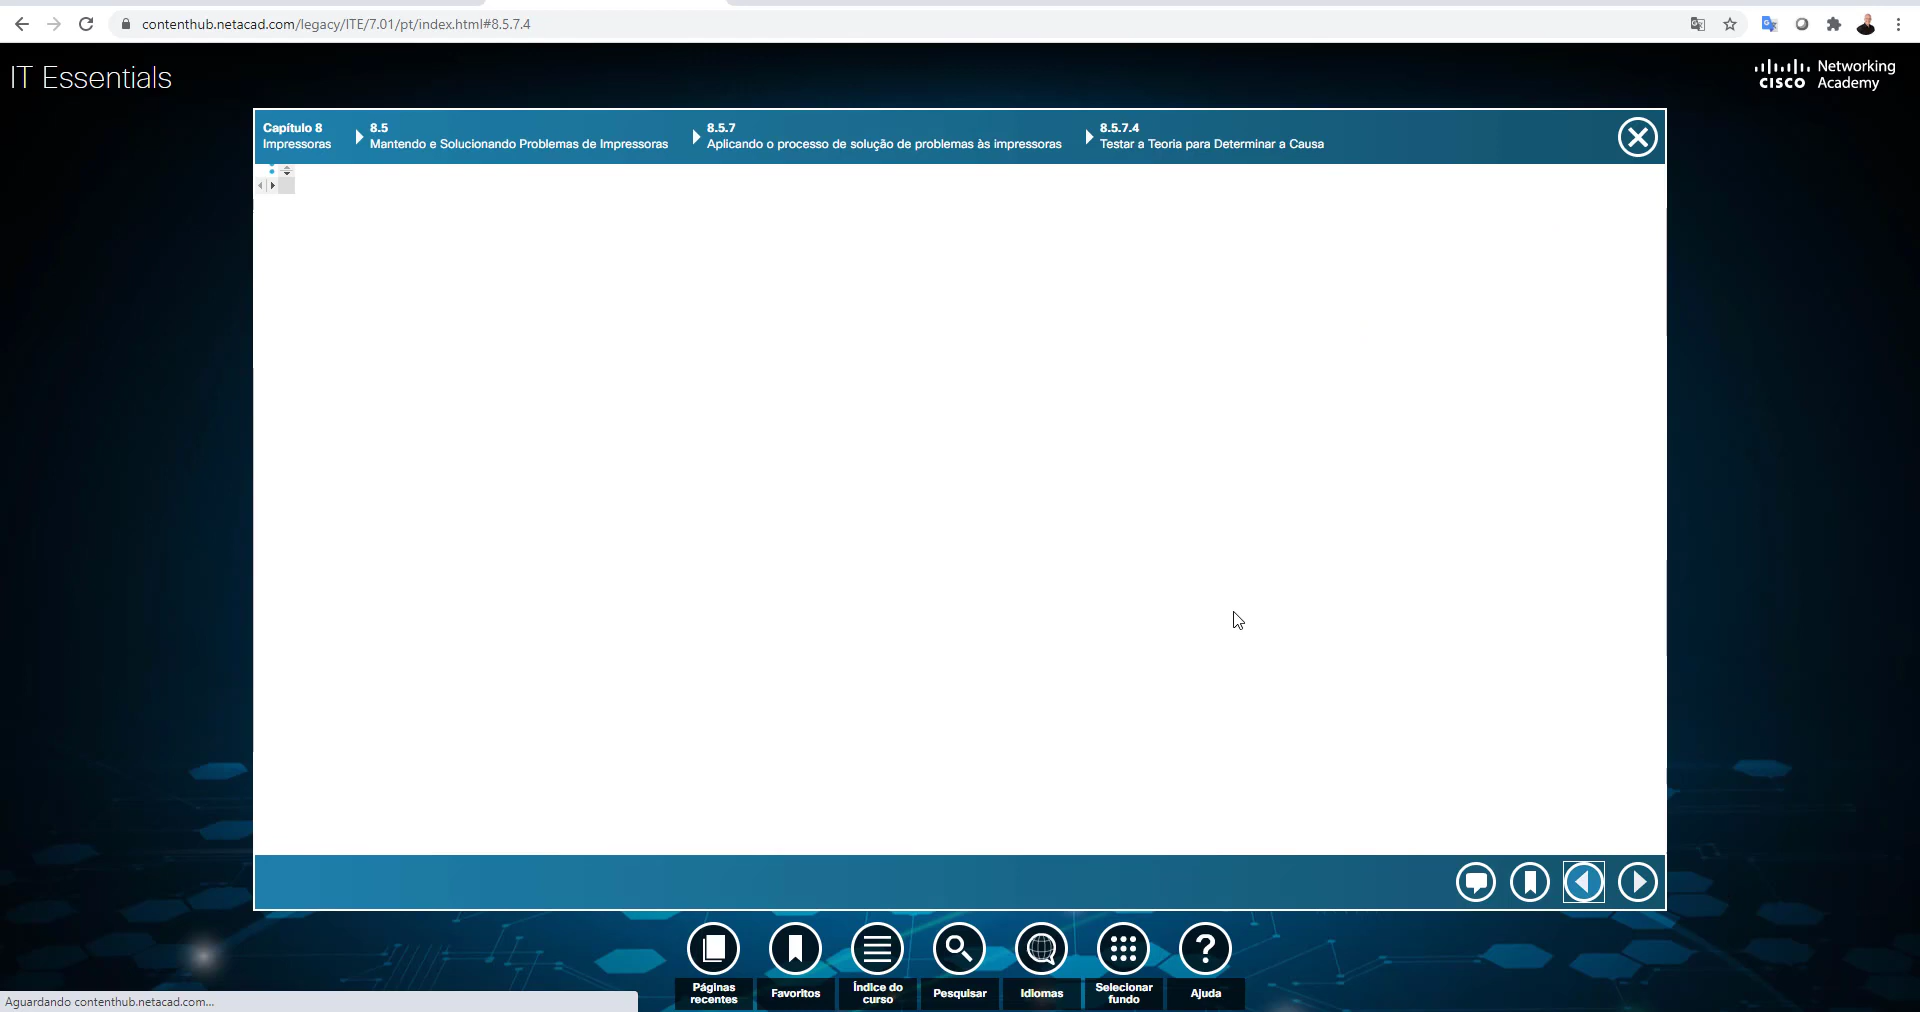 contenthub.netacad.com/legacy/ITE/7.01/pt/index.html#8.5.7.4
IT Essentials
Networking
CISCO Academy
Capítulo 8
Impressoras
8.5
Mantendo e Solucionando Problemas de Impressoras
8.5.7
Aplicando o processo de solução de problemas às impressoras
8.5.7.4
Testar a Teoria para Determinar a Causa
Páginas
recentes
Favoritos
Índice do
curso
Pesquisar
Idiomas
Selecionar
fundo
Ajuda
Aguardando contenthub.netacad.com...